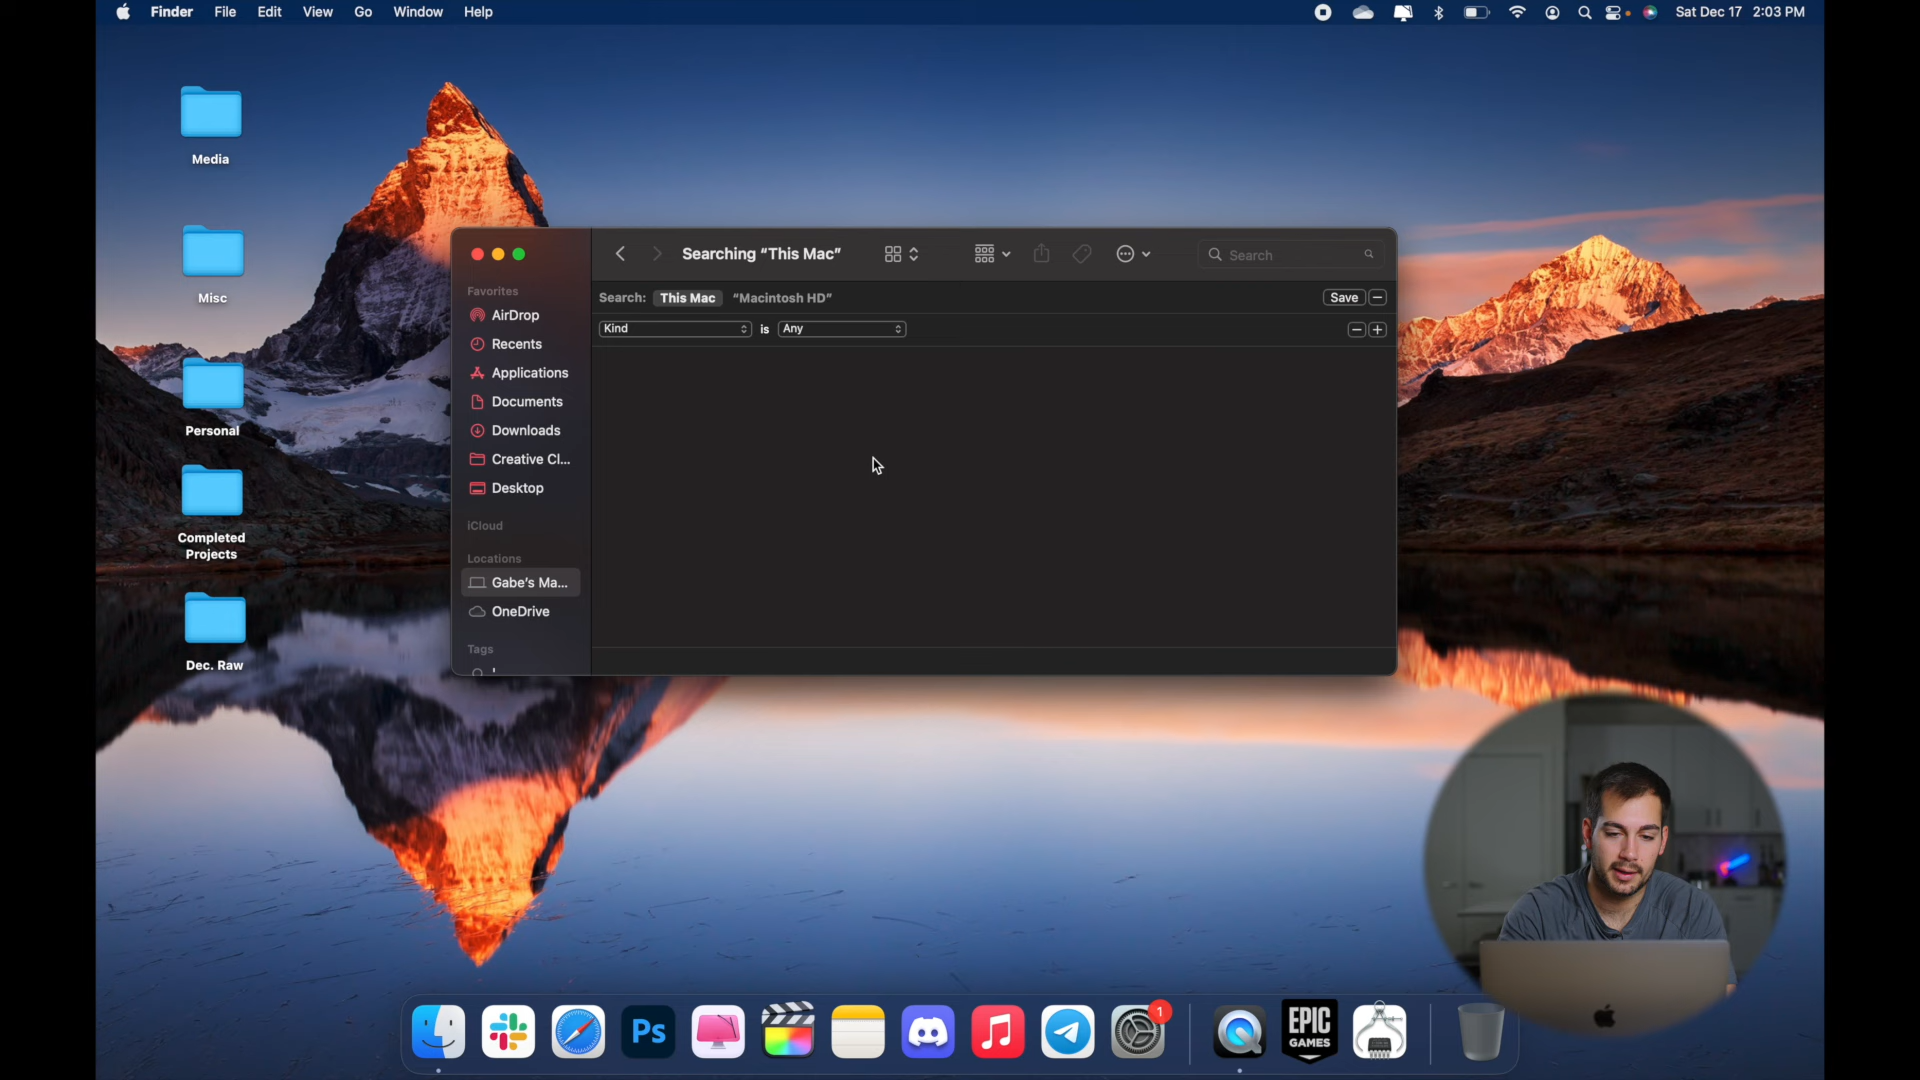 Finder File Edit View Go Window Help
Sat Dec 17 2:03 PM
Media
Misc
Personal
Completed
Projects
Dec. Raw
Searching “This Mac”
Search
Search: This Mac “Macintosh HD”
Save
Kind is Any
Favorites
AirDrop
Recents
Applications
Documents
Downloads
Creative Cl...
Desktop
iCloud
Locations
Gabe's Ma...
OneDrive
Tags
Ps
1
EPIC
GAMES